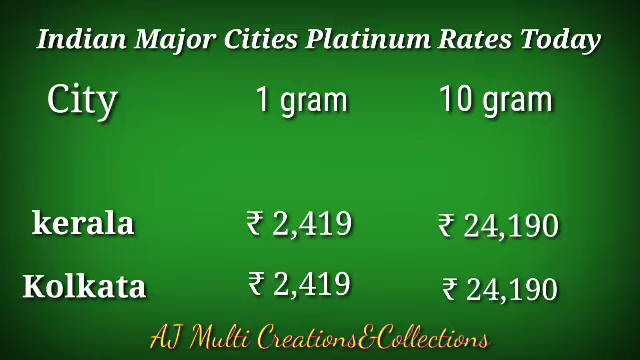 Indian Major Cities Platinum Rates Today
City 1 gram 10 gram
kerala ₹ 2,419 ₹ 24,190
Kolkata ₹ 2,419 ₹ 24,190
AJ Multi Creations&Collections